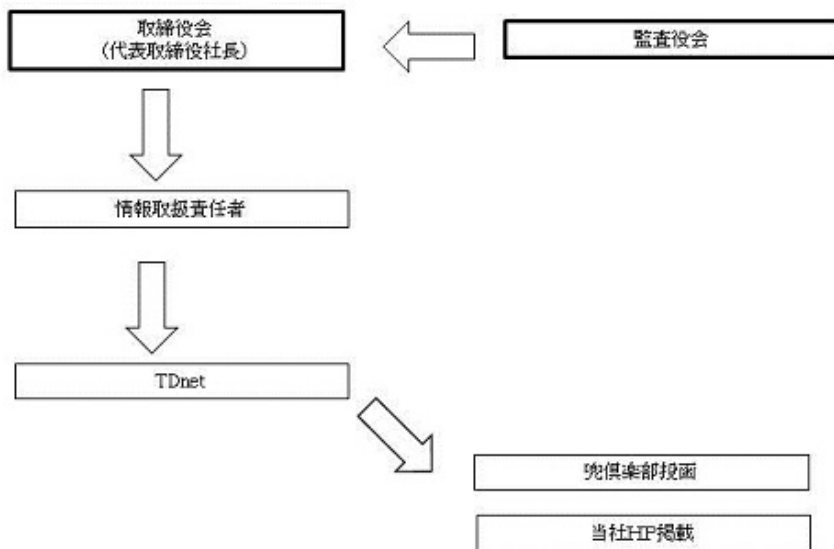 取締役会
(代表取締役社長)
監査役会
情報取扱責任者
TDnet
兜倶楽部投函
当社HP掲載